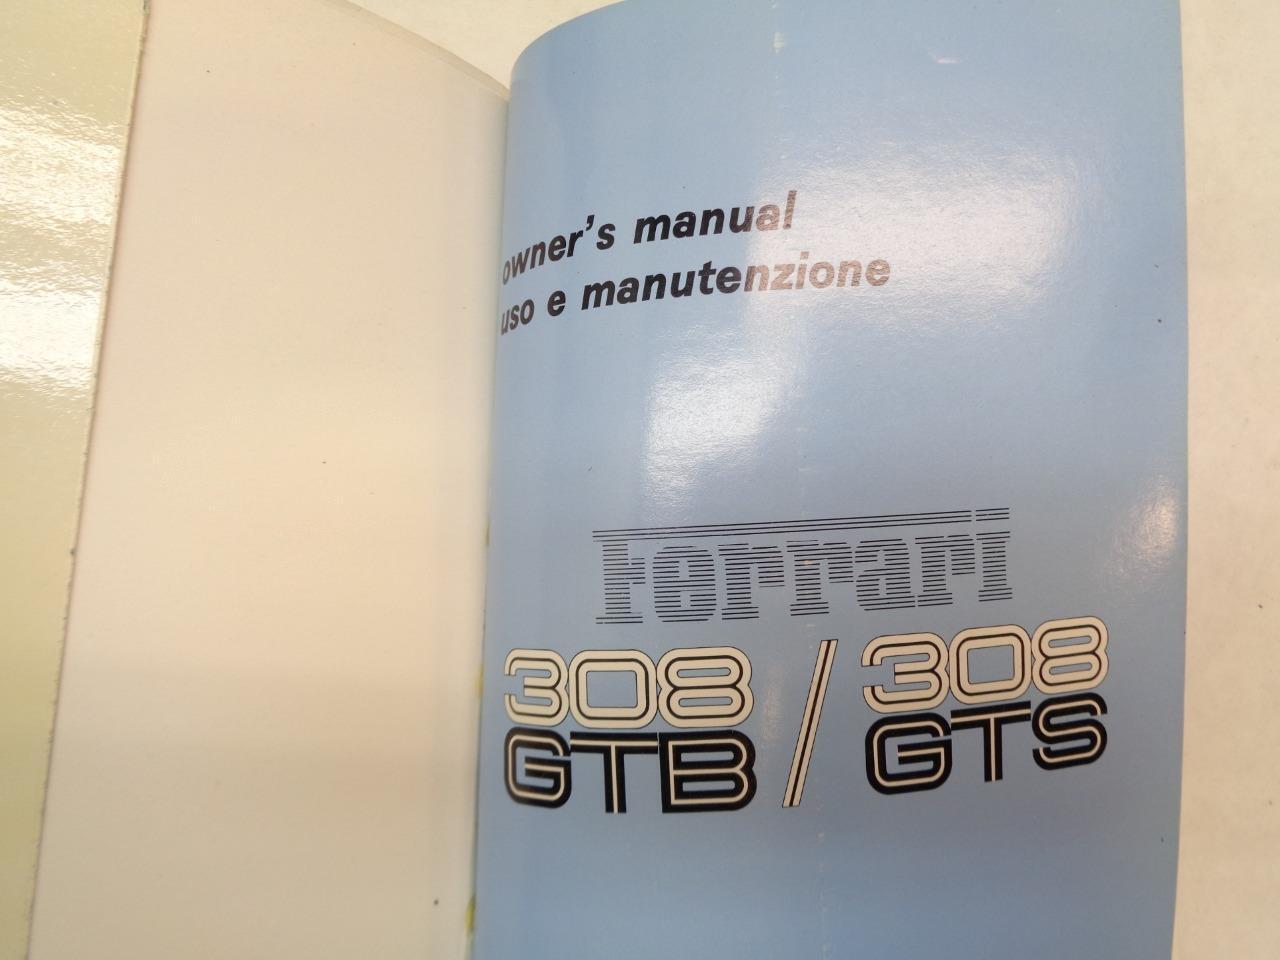 owner's manual
uso e manutenzione
Ferrari
308 / 308
GTB GTS